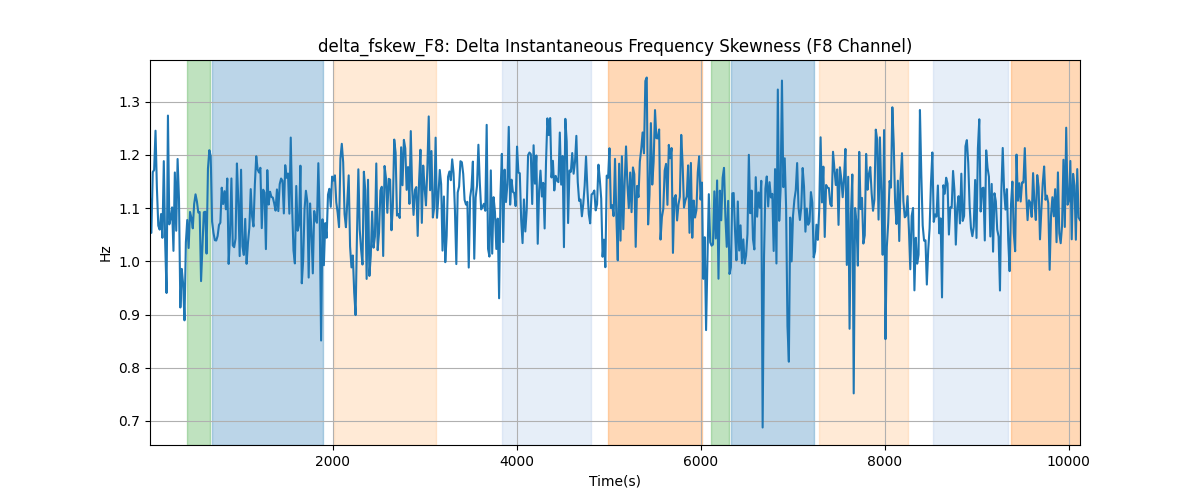 delta_fskew_F8: Delta Instantaneous Frequency Skewness (F8 Channel)
1.3
1.2
1.1
1.0
0.9
0.8
0.7
Hz
2000 4000 6000 8000 10000
Time(s)